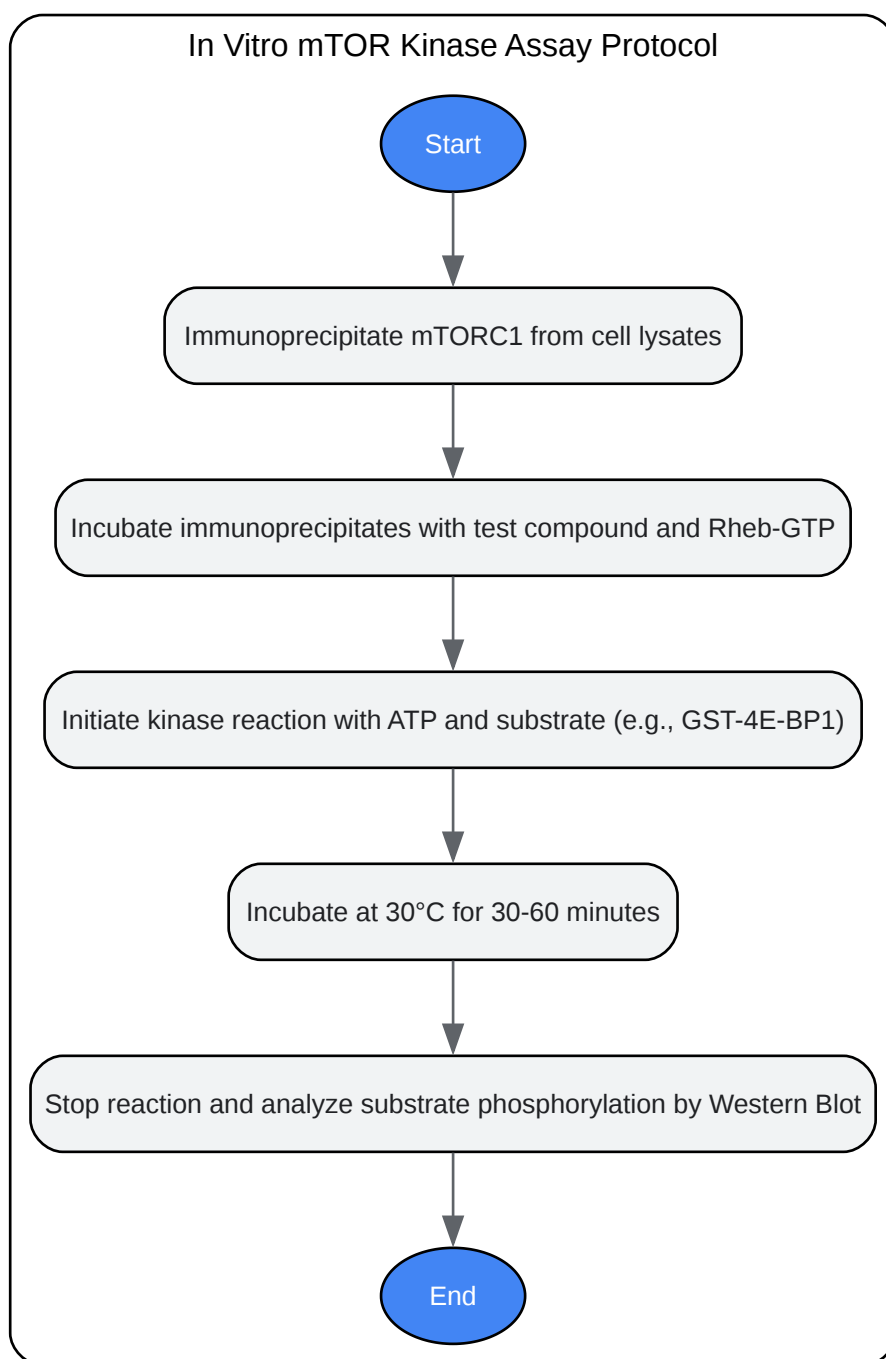 In Vitro mTOR Kinase Assay Protocol
Start
Immunoprecipitate mTORC1 from cell lysates
Incubate immunoprecipitates with test compound and Rheb-GTP
Initiate kinase reaction with ATP and substrate (e.g., GST-4E-BP1)
Incubate at 30°C for 30-60 minutes
Stop reaction and analyze substrate phosphorylation by Western Blot
End